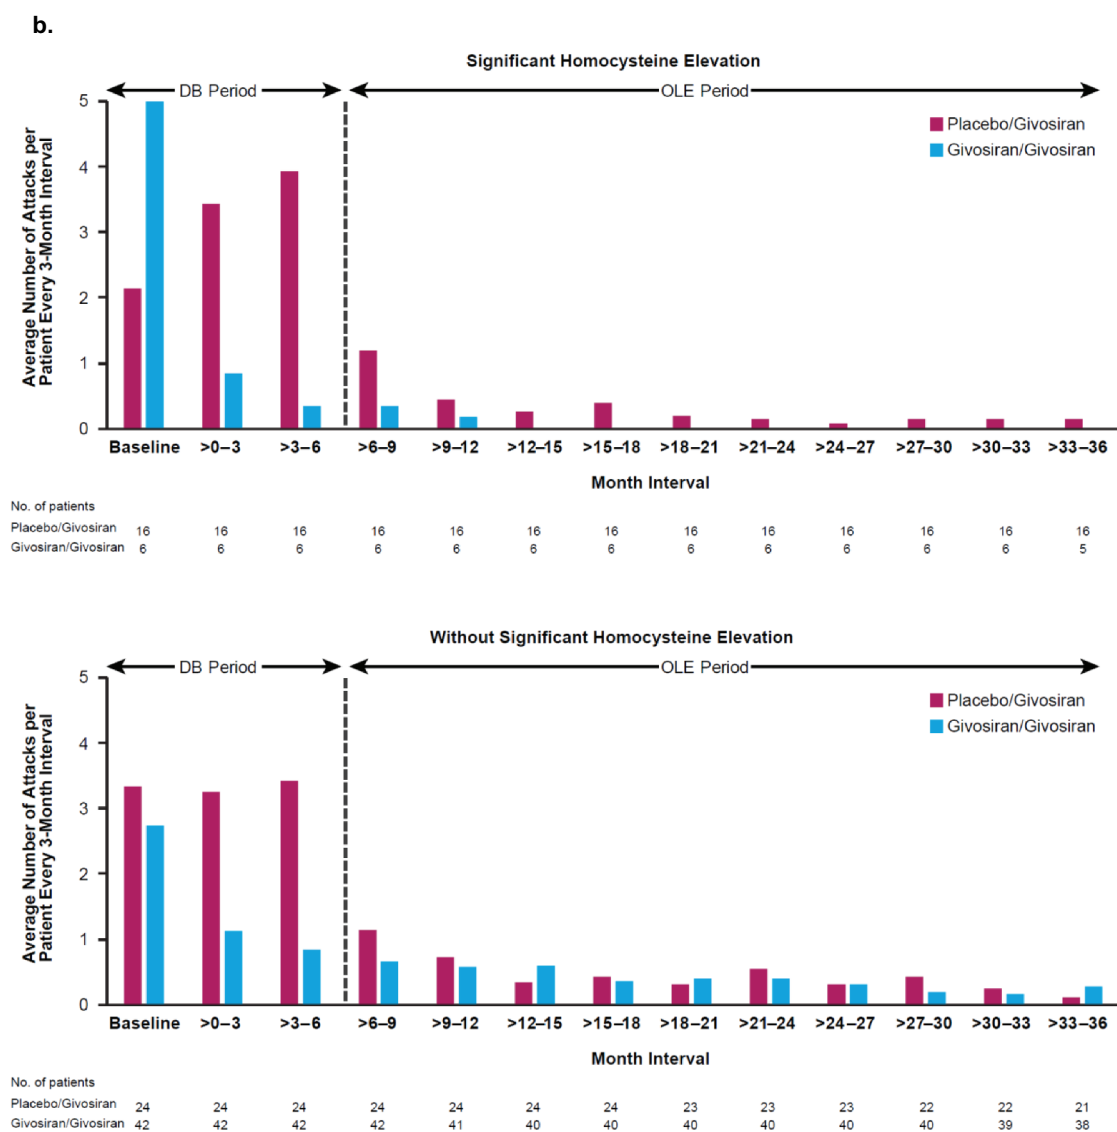 b.
Significant Homocysteine Elevation
DB Period
OLE Period
Placebo/Givosiran
Givosiran/Givosiran
Average Number of Attacks per
Patient Every 3-Month Interval
5
4
3
2
1
0
Baseline >0–3 >3–6 >6–9 >9–12 >12–15 >15–18 >18–21 >21–24 >24–27 >27–30 >30–33 >33–36
Month Interval
No. of patients
Placebo/Givosiran 16 16 16 16 16 16 16 16 16 16 16 16 16
Givosiran/Givosiran 6 6 6 6 6 6 6 6 6 6 6 6 5
Without Significant Homocysteine Elevation
DB Period
OLE Period
Placebo/Givosiran
Givosiran/Givosiran
Average Number of Attacks per
Patient Every 3-Month Interval
5
4
3
2
1
0
Baseline >0–3 >3–6 >6–9 >9–12 >12–15 >15–18 >18–21 >21–24 >24–27 >27–30 >30–33 >33–36
Month Interval
No. of patients
Placebo/Givosiran 24 24 24 24 24 24 24 23 23 23 22 22 21
Givosiran/Givosiran 42 42 42 42 41 40 40 40 40 40 40 39 38